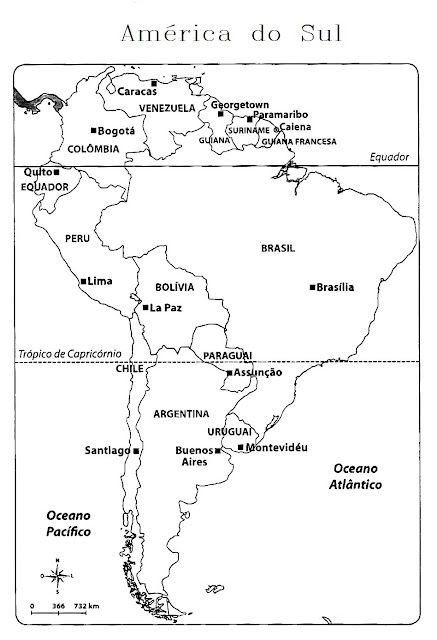 América do Sul
Caracas
VENEZUELA
Georgetown
Paramaribo
Bogotá
SURINAME
Caiena
COLÔMBIA
GUIANA
GUIANA FRANCESA
Equador
Quito
EQUADOR
PERU
BRASIL
Lima
BOLÍVIA
Brasília
La Paz
Trópico de Capricórnio
PARAGUAI
CHILE
Assunção
ARGENTINA
URUGUAI
Santiago
Buenos
Aires
Montevidéu
Oceano
Atlântico
Oceano
Pacífico
N
O
L
S
0 366 732 km